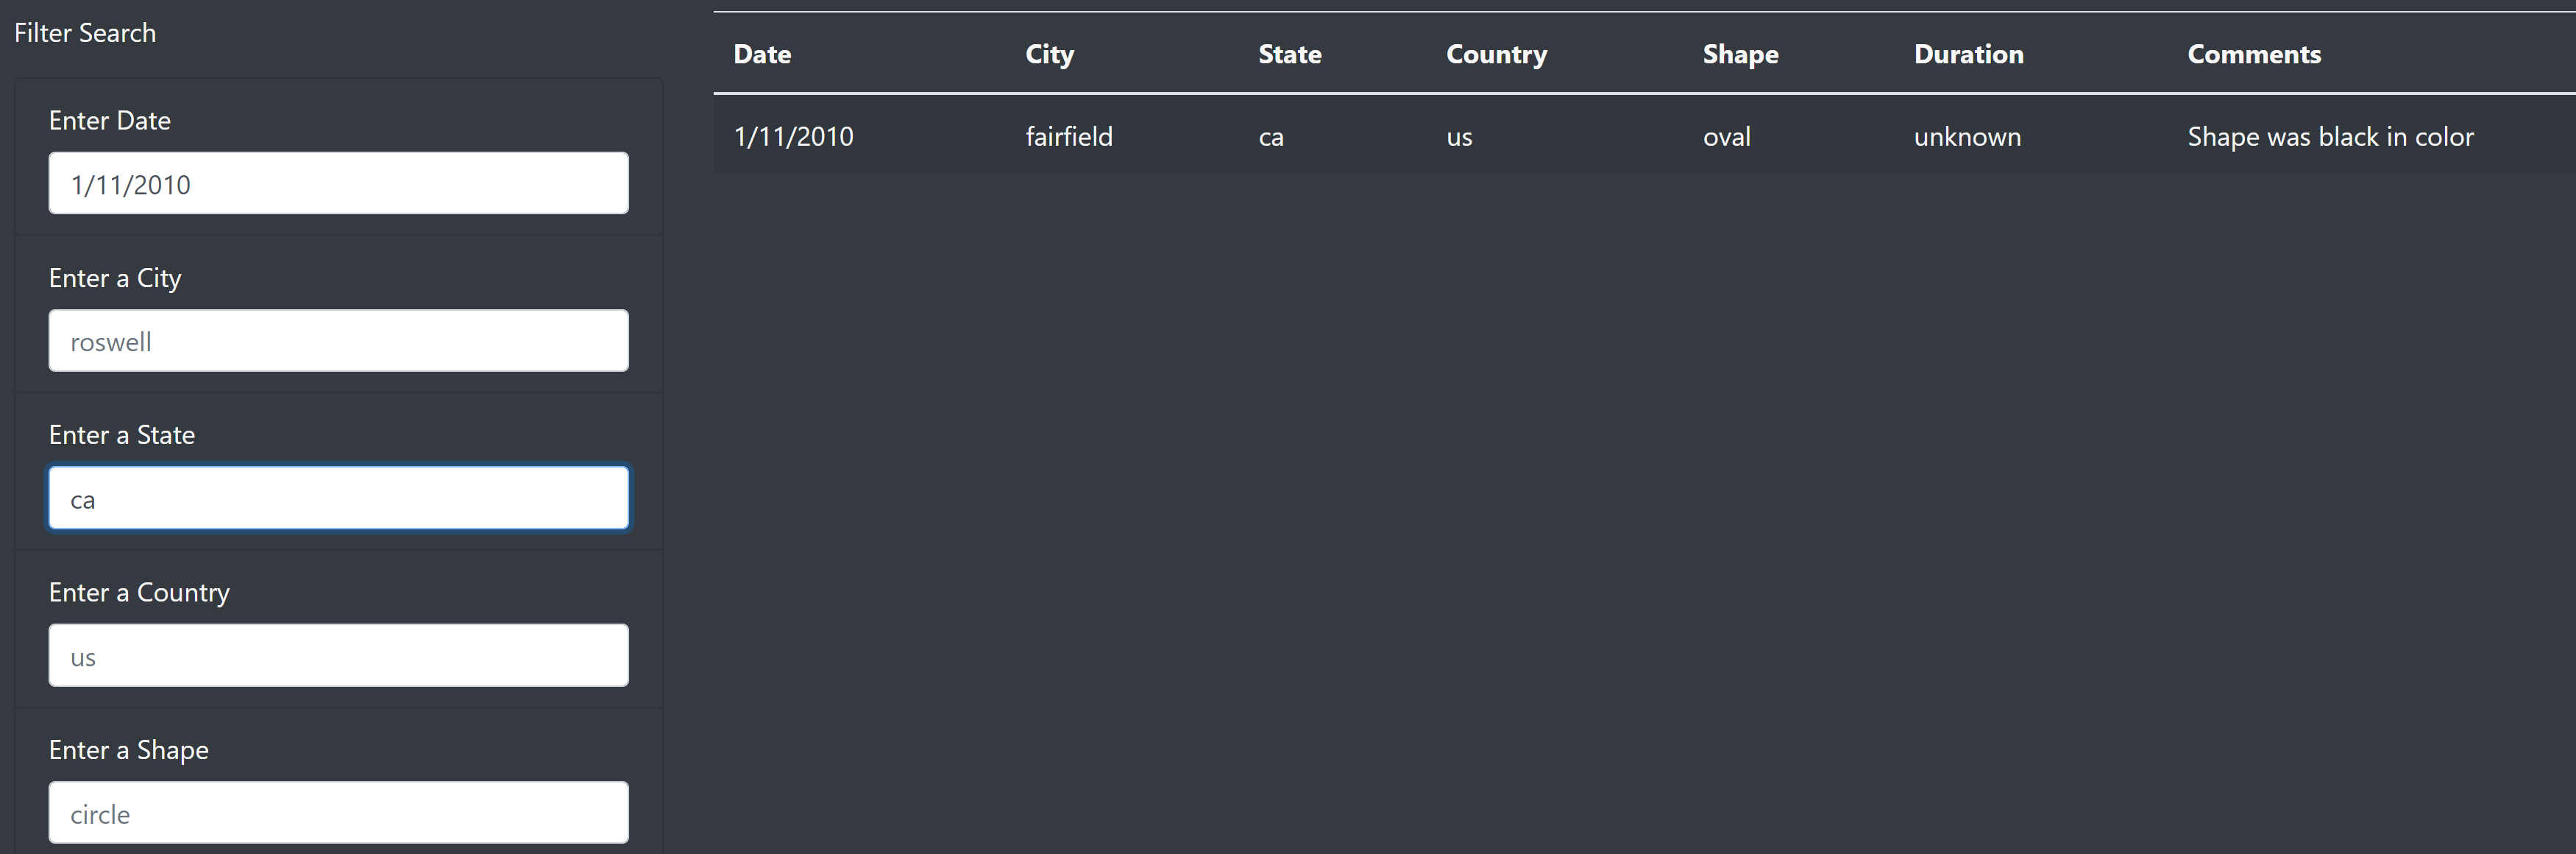 Filter Search
Enter Date
1/11/2010
Enter a City
roswell
Enter a State
ca
Enter a Country
us
Enter a Shape
circle
Date City State Country Shape Duration Comments
1/11/2010 fairfield ca us oval unknown Shape was black in color